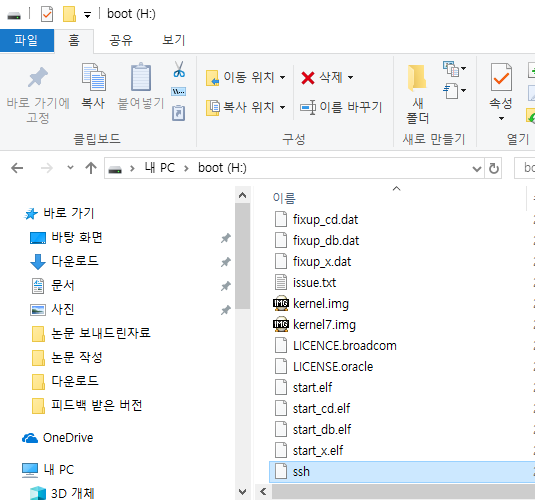 boot (H:)
파일 홈 공유 보기
바로 가기에 고정
복사
붙여넣기
클립보드
이동 위치
복사 위치
삭제
이름 바꾸기
구성
새 폴더
새로 만들기
속성
열기
내 PC boot (H:)
바로 가기
바탕 화면
다운로드
문서
사진
논문 보내드린자료
논문 작성
다운로드
피드백 받은 버전
OneDrive
내 PC
3D 개체
이름
fixup_cd.dat
fixup_db.dat
fixup_x.dat
issue.txt
kernel.img
kernel7.img
LICENCE.broadcom
LICENSE.oracle
start.elf
start_cd.elf
start_db.elf
start_x.elf
ssh